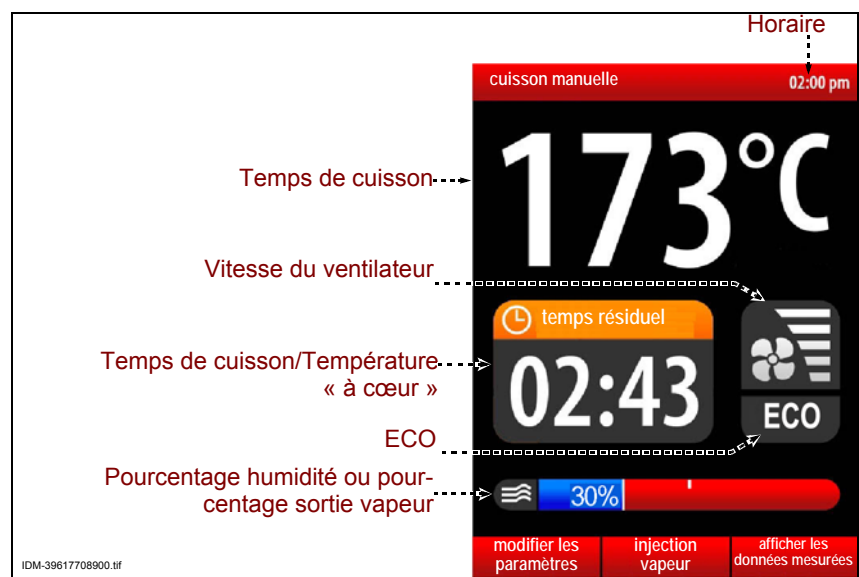 Horaire
cuisson manuelle 02:00 pm
173°C
Temps de cuisson
Vitesse du ventilateur
temps résiduel
02:43
Temps de cuisson/Température
« à cœur »
ECO
ECO
Pourcentage humidité ou pour-
centage sortie vapeur
30%
modifier les
paramètres
injection
vapeur
afficher les
données mesurées
IDM-39617708900.tif